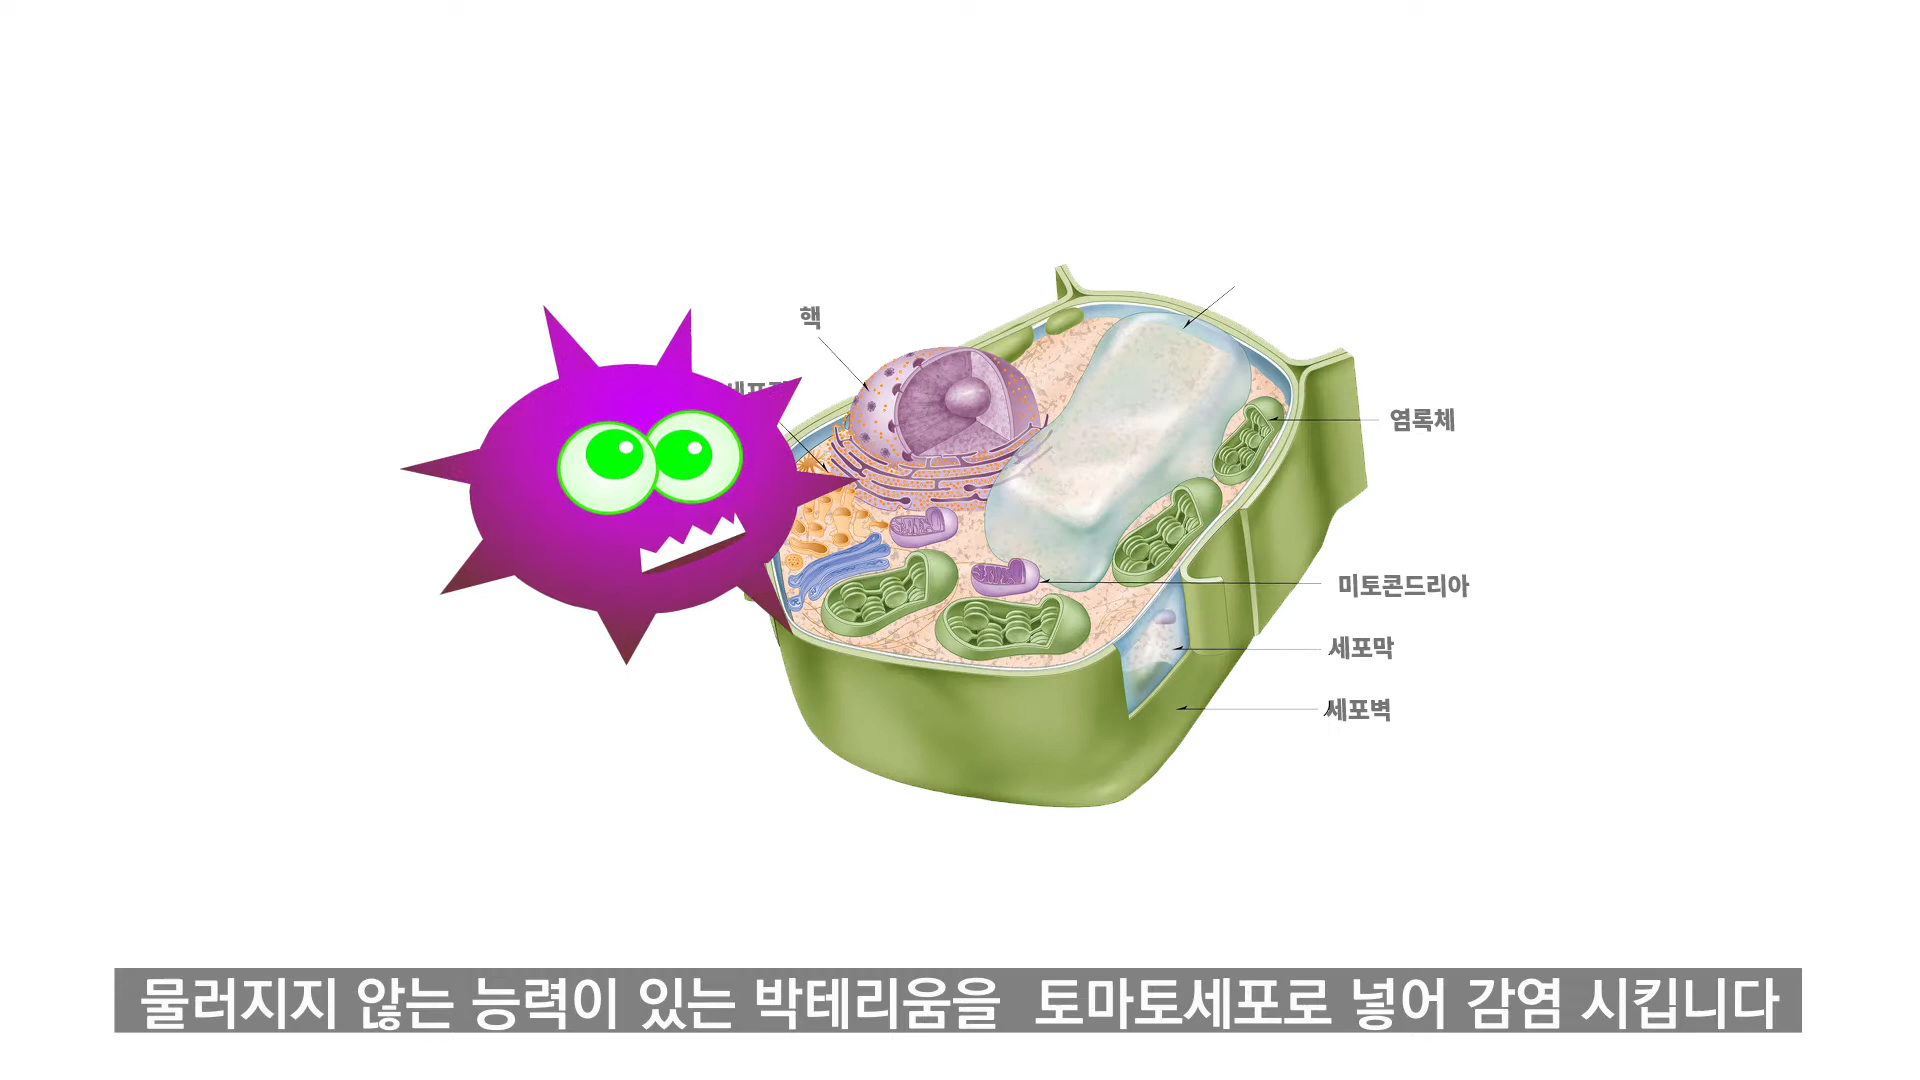 핵
염록체
미토콘드리아
세포막
세포벽
물러지지 않는 능력이 있는 박테리움을 토마토세포로 넣어 감염 시킵니다